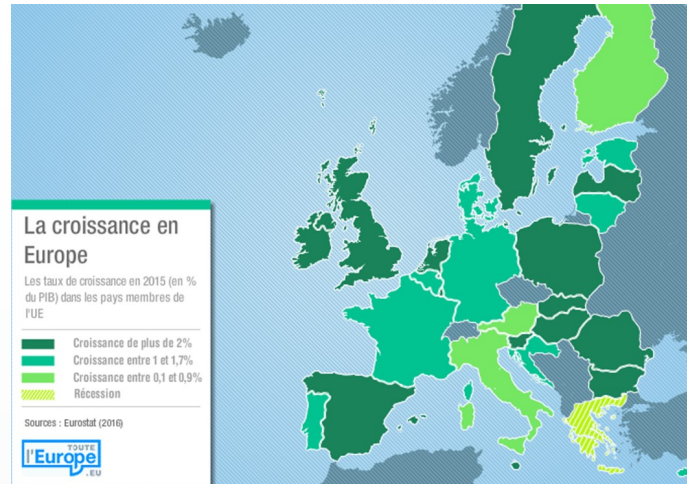 La croissance en
Europe
Les taux de croissance en 2015 (en %
du PIB) dans les pays membres de
l'UE
Croissance de plus de 2%
Croissance entre 1 et 1,7%
Croissance entre 0,1 et 0,9%
Récession
Sources : Eurostat (2016)
TOUTE
l'Europe
.EU